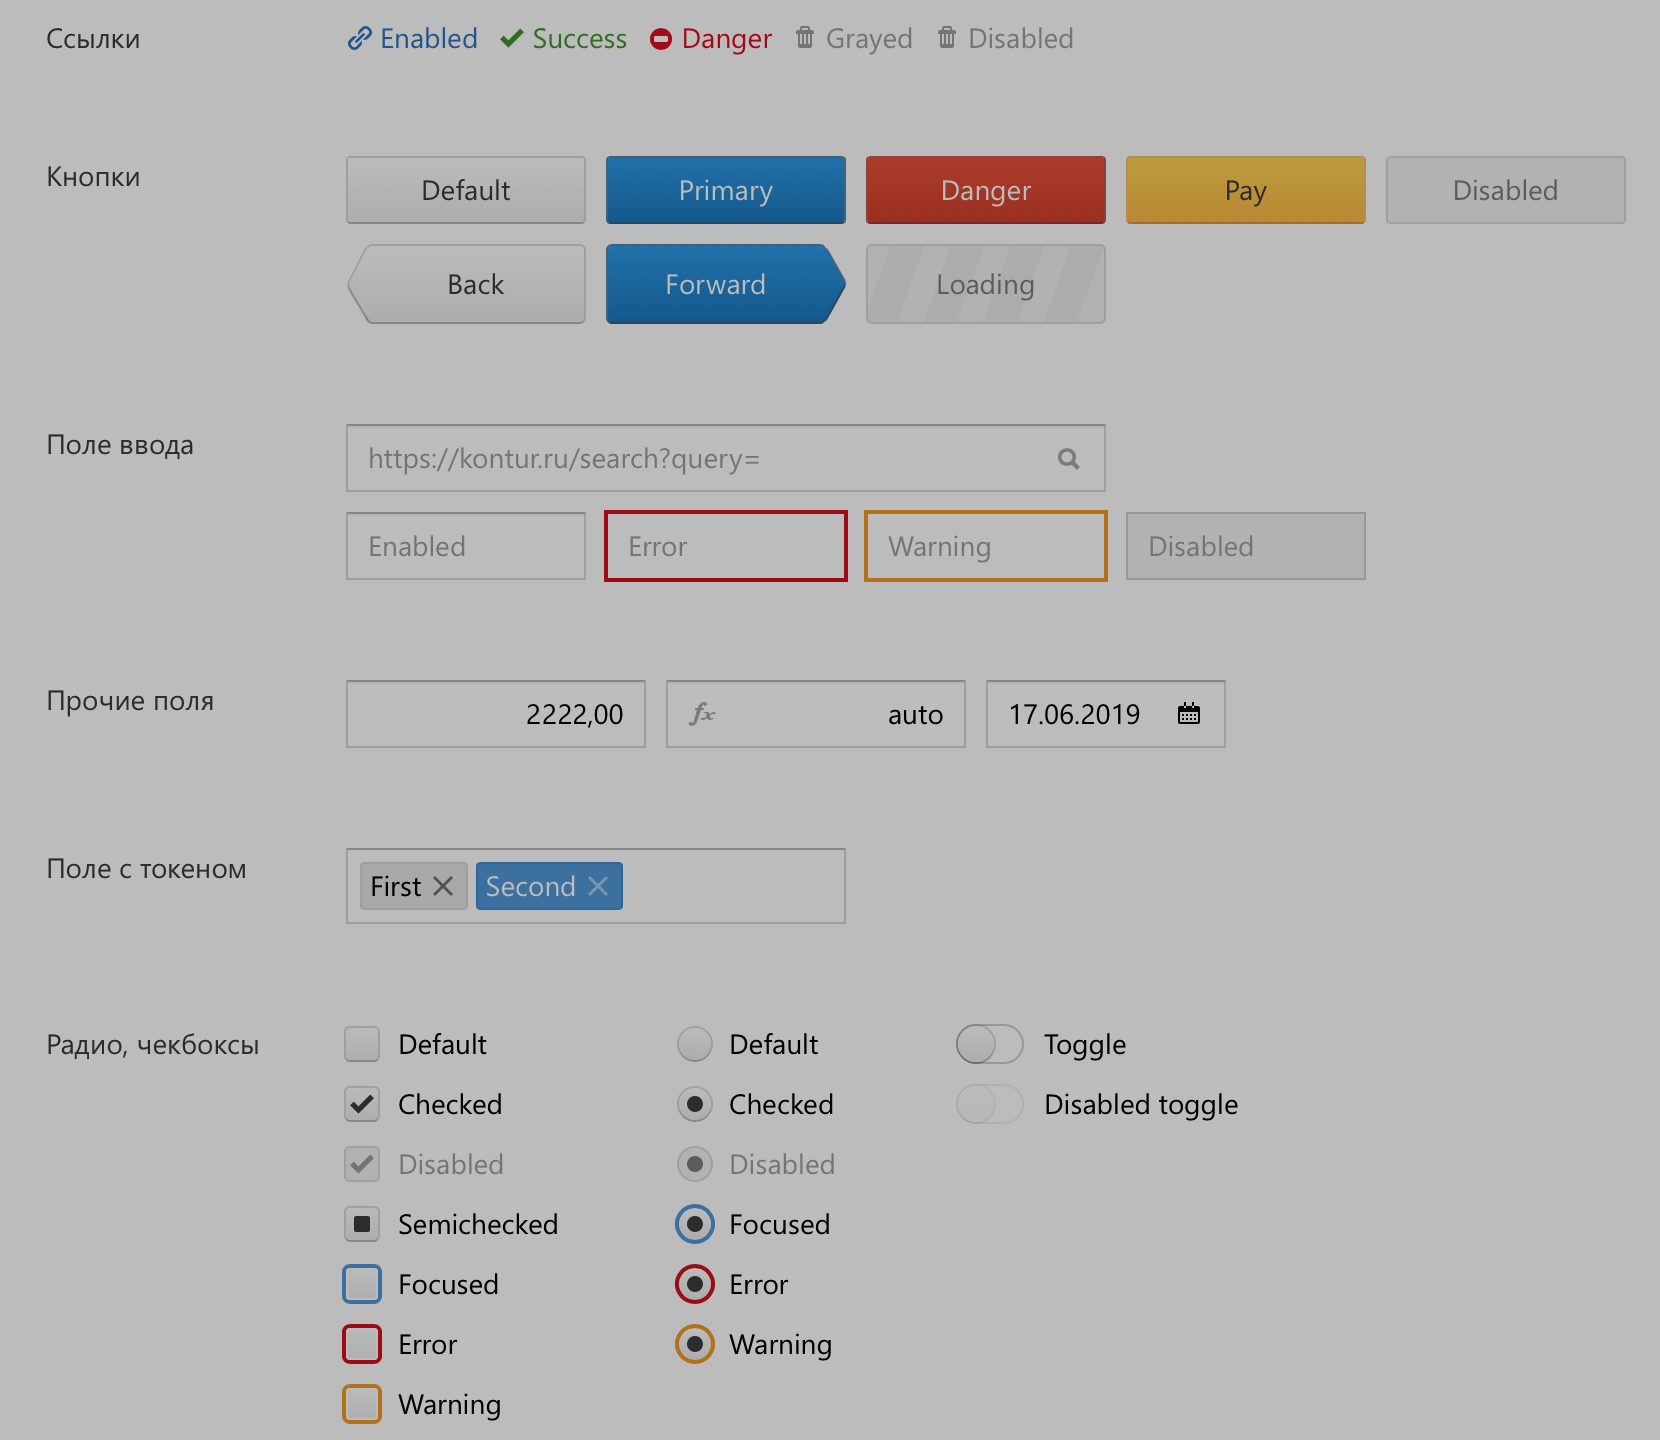 Ссылки Enabled Success Danger Grayed Disabled
Кнопки Default Primary Danger Pay Disabled
Back Forward Loading
Поле ввода https://kontur.ru/search?query=
Enabled Error Warning Disabled
Прочие поля 2222,00 fx auto 17.06.2019
Поле с токеном First Second
Радио, чекбоксы Default Default Toggle
Checked Checked Disabled toggle
Disabled Disabled
Semichecked Focused
Focused Error
Error Warning
Warning